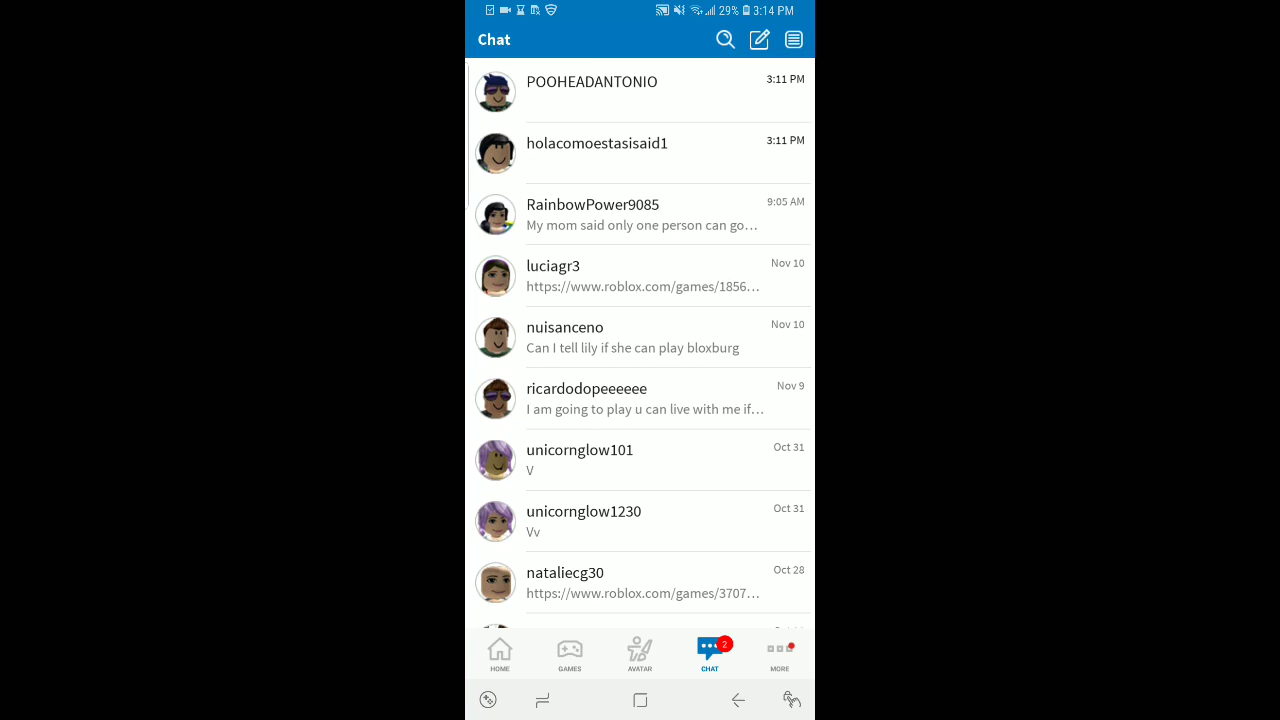 29% 3:14 PM
Chat
POOHEADANTONIO 3:11 PM
holacomoestasisaid1 3:11 PM
RainbowPower9085 9:05 AM
My mom said only one person can go…
luciagr3 Nov 10
https://www.roblox.com/games/1856…
nuisanceno Nov 10
Can I tell lily if she can play bloxburg
ricardodopeeeeee Nov 9
I am going to play u can live with me if…
unicornglow101 Oct 31
V
unicornglow1230 Oct 31
Vv
nataliecg30 Oct 28
https://www.roblox.com/games/3707…
2
HOME GAMES AVATAR CHAT MORE